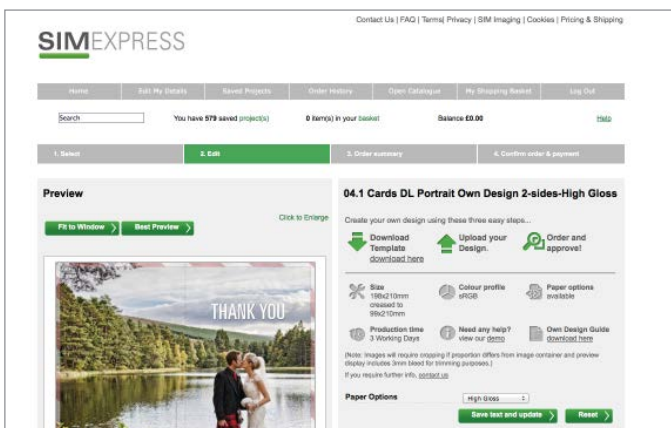 Contact Us | FAQ | Terms| Privacy | SIM Imaging | Cookies | Pricing & Shipping
SIMEXPRESS
Home Edit My Details Saved Projects Order History Open Catalogue My Shopping Basket Log Out
Search You have 579 saved project(s) 0 item(s) in your basket Balance £0.00 Help
1. Select 2. Edit 3. Order summary 4. Confirm order & payment
Preview
Click to Enlarge
Fit to Window Best Preview
THANK YOU
04.1 Cards DL Portrait Own Design 2-sides-High Gloss
Create your own design using these three easy steps...
Download Template download here
Upload your Design.
Order and approve!
Size
198x210mm
creased to
99x210mm
Colour profile
sRGB
Paper options
available
Production time
3 Working Days
Need any help?
view our demo
Own Design Guide
download here
(Note: Images will require cropping if proportion differs from image container and preview
display includes 3mm bleed for trimming purposes.)
If you require further info, contact us
Paper Options High Gloss
Save text and update Reset